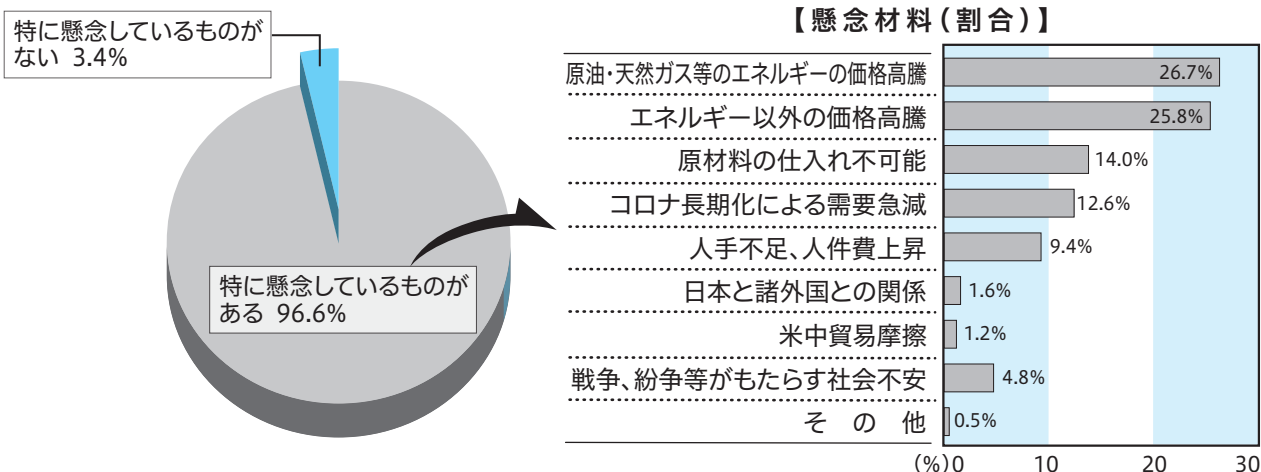 特に懸念しているものが
ない 3.4%
特に懸念しているものが
ある 96.6%
【懸念材料(割合)】
原油・天然ガス等のエネルギーの価格高騰 26.7%
エネルギー以外の価格高騰 25.8%
原材料の仕入れ不可能 14.0%
コロナ長期化による需要急減 12.6%
人手不足、人件費上昇 9.4%
日本と諸外国との関係 1.6%
米中貿易摩擦 1.2%
戦争、紛争等がもたらす社会不安 4.8%
その他 0.5%
(%)0 10 20 30